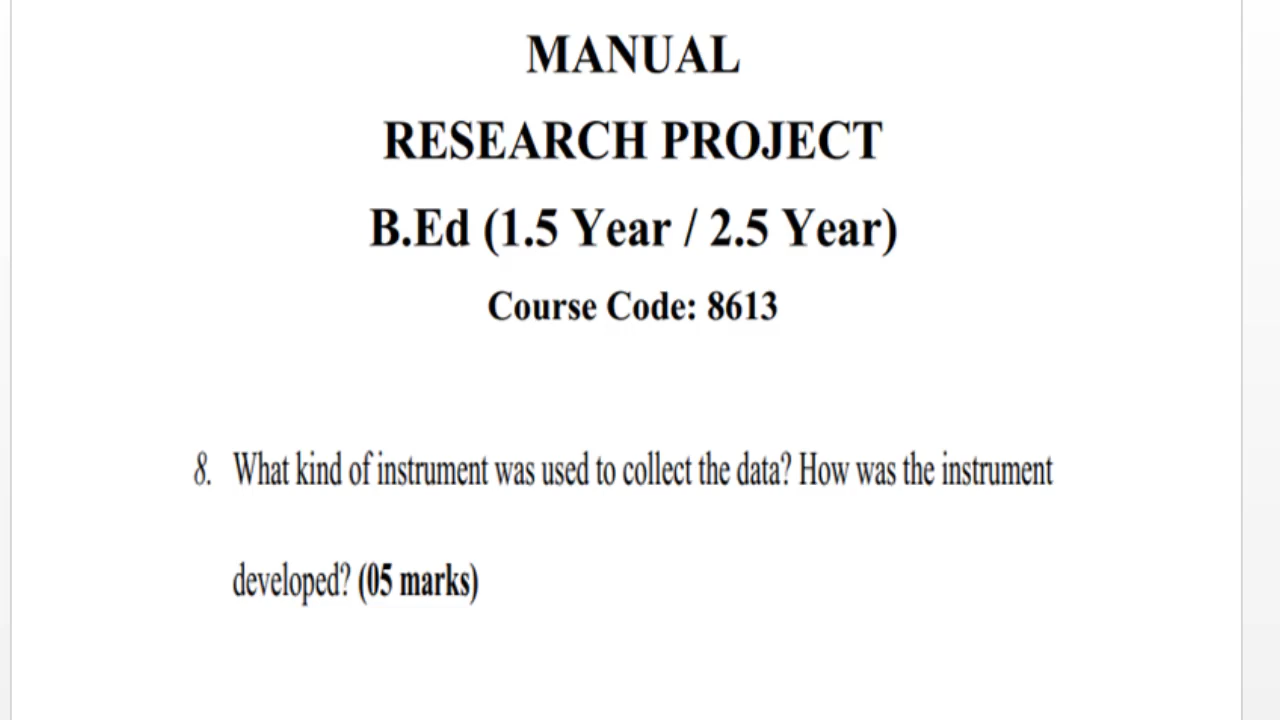 MANUAL
RESEARCH PROJECT
B.Ed (1.5 Year / 2.5 Year)
Course Code: 8613
8. What kind of instrument was used to collect the data? How was the instrument
developed? (05 marks)